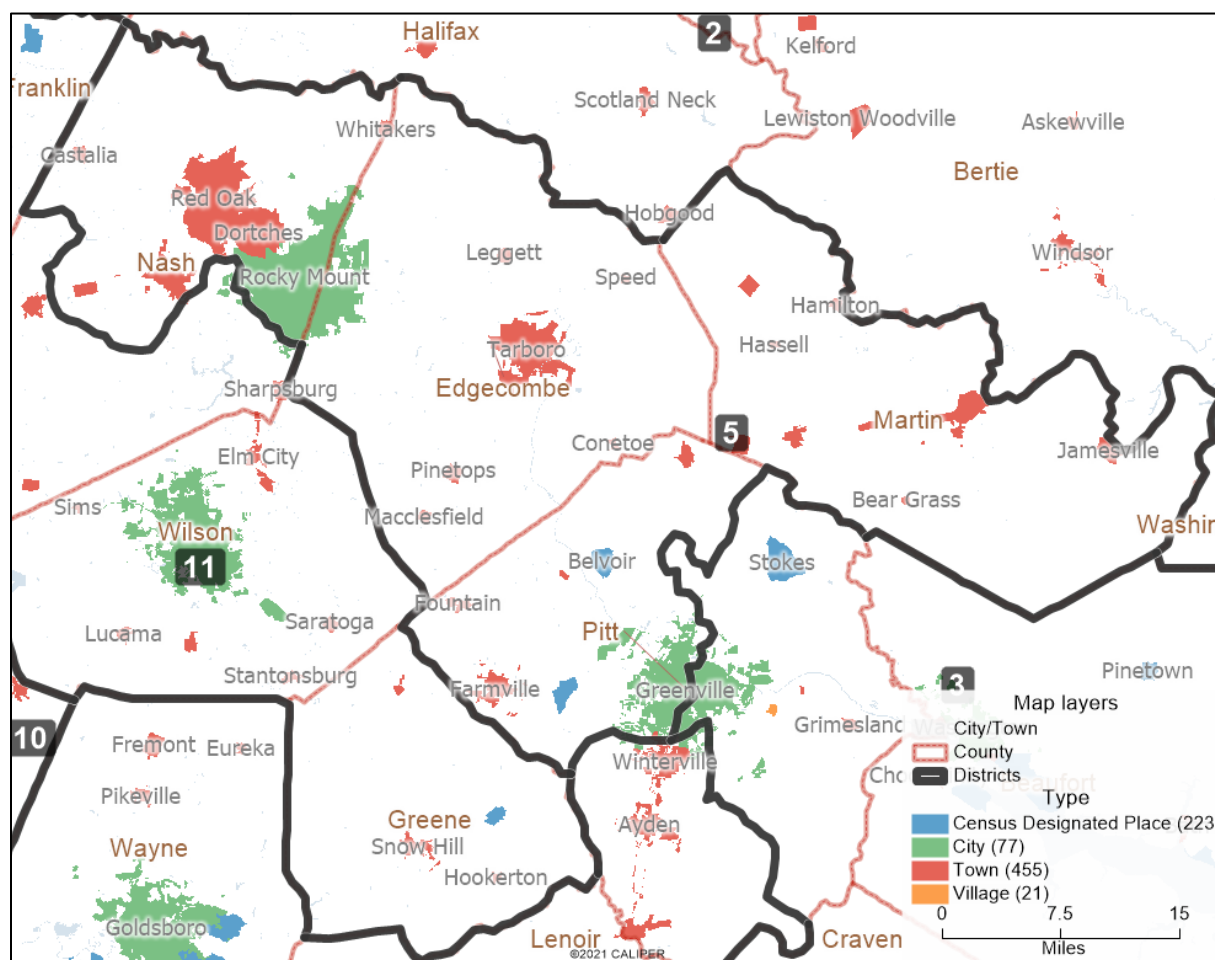 Halifax
2
Kelford
Franklin
Scotland Neck
Lewiston Woodville
Askewville
Whitakers
Castalia
Bertie
Red Oak
Hobgood
Dortches
Leggett
Windsor
Nash
Rocky Mount
Speed
Hamilton
Tarboro
Hassell
Sharpsburg
Edgecombe
Martin
5
Conetoe
Jamesville
Elm City
Pinetops
Bear Grass
Sims
Macclesfield
Washin
Wilson
11
Belvoir
Stokes
Fountain
Saratoga
Lucama
Pitt
Stantonsburg
Farmville
Greenville
3
Pinetown
Map layers
Grimesland
City/Town
10
Fremont
Eureka
County
Winterville
Cho
Districts
Beaufort
Pikeville
Type
Greene
Ayden
Census Designated Place (223
Wayne
Snow Hill
City (77)
Hookerton
Town (455)
Village (21)
Goldsboro
0 7.5 15
Lenoir
Craven
Miles
©2021 CALIPER